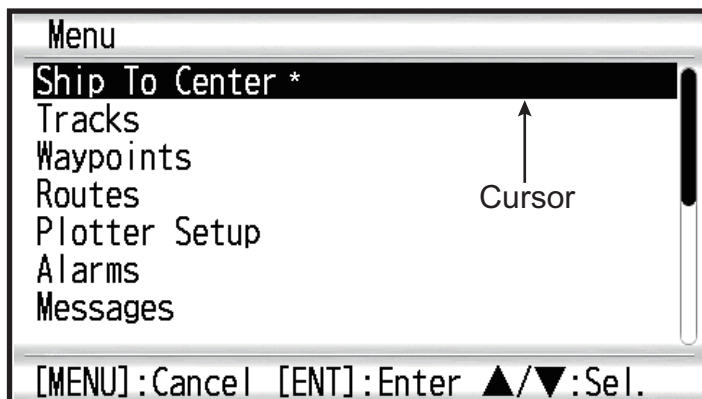 Menu
Ship To Center *
Tracks
Waypoints
Routes
Cursor
Plotter Setup
Alarms
Messages
[MENU]:Cancel [ENT]:Enter ▲/▼:Sel.